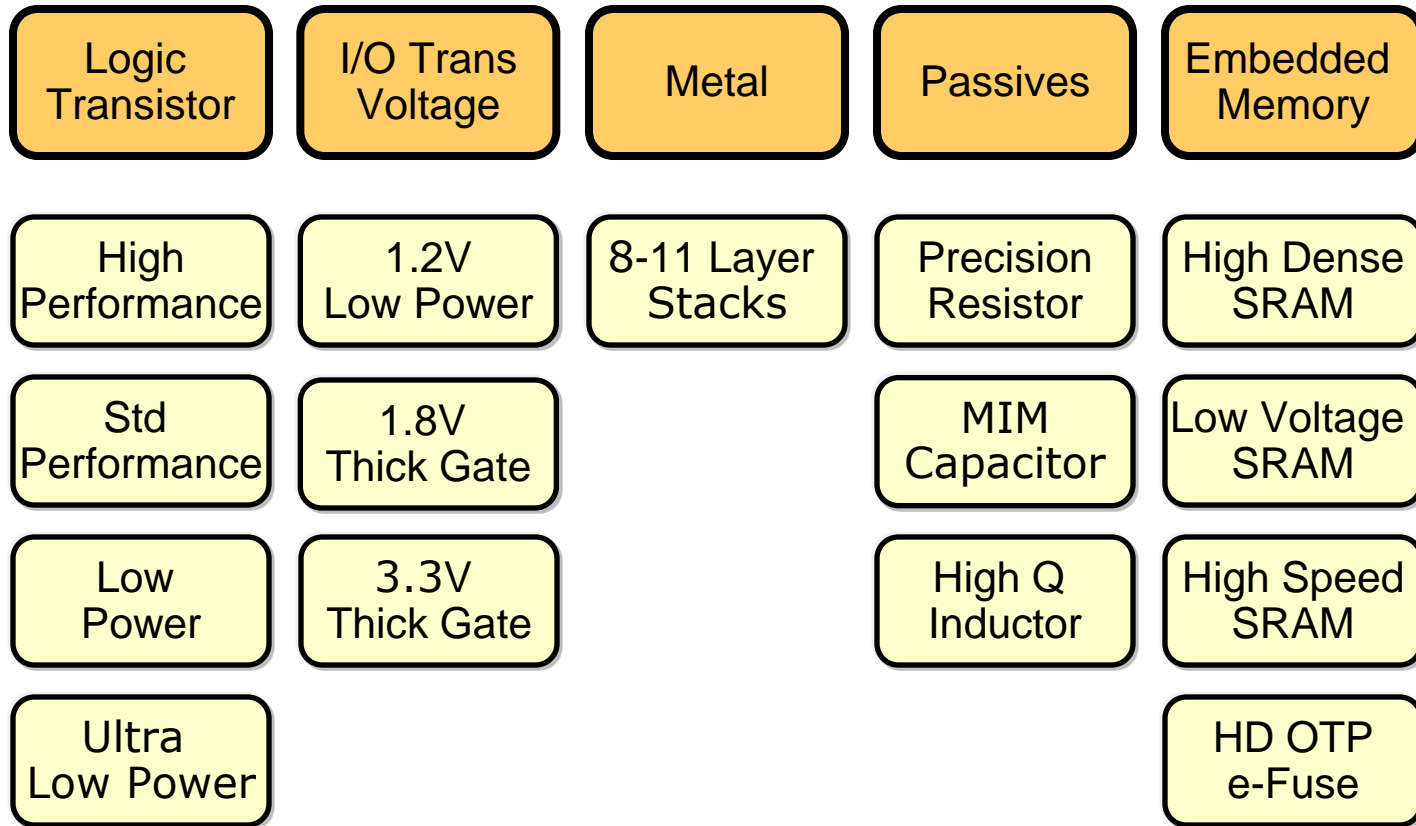 Logic
Transistor
I/O Trans
Voltage
Metal
Passives
Embedded
Memory
High
Performance
1.2V
Low Power
8-11 Layer
Stacks
Precision
Resistor
High Dense
SRAM
Std
Performance
1.8V
Thick Gate
MIM
Capacitor
Low Voltage
SRAM
Low
Power
3.3V
Thick Gate
High Q
Inductor
High Speed
SRAM
Ultra
Low Power
HD OTP
e-Fuse